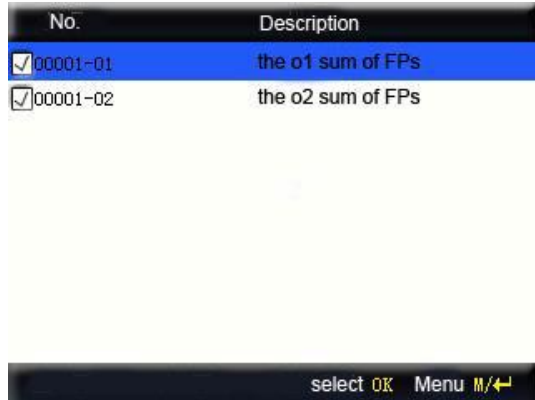 No. Description
00001-01 the o1 sum of FPs
00001-02 the o2 sum of FPs
select OK Menu M/↵